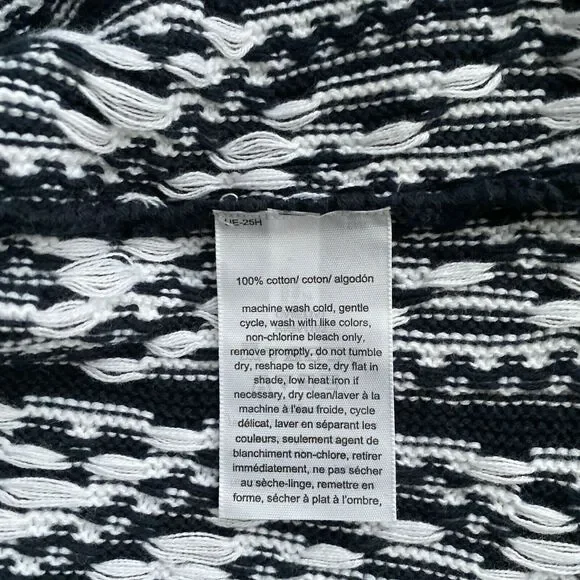 UE-25H
100% cotton/ coton/ algodón
machine wash cold, gentle
cycle, wash with like colors,
non-chlorine bleach only,
remove promptly, do not tumble
dry, reshape to size, dry flat in
shade, low heat iron if
necessary, dry clean/laver à la
machine à l'eau froide, cycle
délicat, laver en séparant les
couleurs, seulement agent de
blanchiment non-chlore, retirer
immédiatement, ne pas sécher
au sèche-linge, remettre en
forme, sécher à plat à l'ombre,